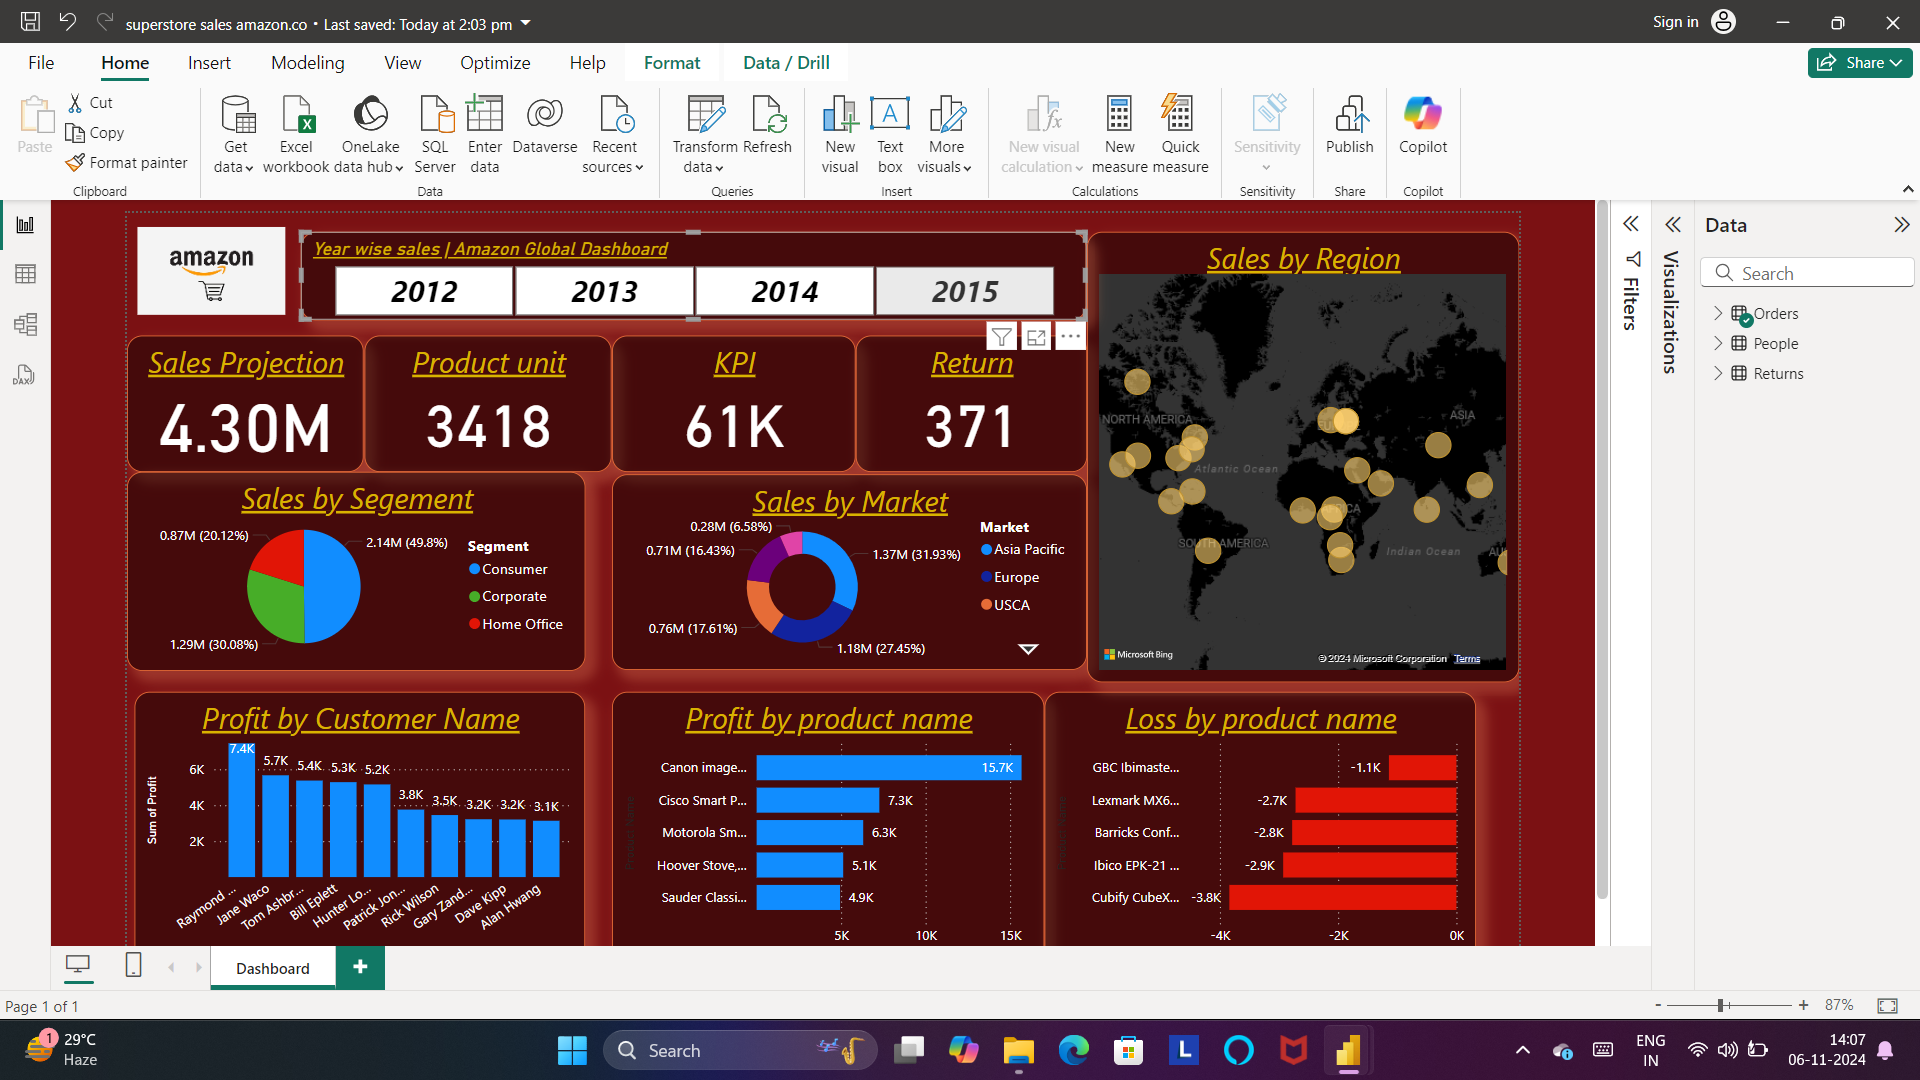 superstore sales amazon.co • Last saved: Today at 2:03 pm
Sign in
File Home Insert Modeling View Optimize Help Format Data / Drill
Share
Paste
Cut
Copy
Format painter
Clipboard
Get data
Excel workbook
OneLake data hub
SQL Server
Enter data
Dataverse
Recent sources
Data
Transform data
Refresh
Queries
New visual
Text box
More visuals
Insert
New visual calculation
New measure
Quick measure
Calculations
Sensitivity
Sensitivity
Publish
Share
Copilot
Copilot
DAX
amazon
Year wise sales | Amazon Global Dashboard
2012 2013 2014 2015
Sales Projection
4.30M
Product unit
3418
KPI
61K
Return
371
Sales by Region
NORTH AMERICA
ASIA
Atlantic Ocean
SOUTH AMERICA
Indian Ocean
AU
Microsoft Bing
© 2024 Microsoft Corporation Terms
Sales by Segement
0.87M (20.12%)
2.14M (49.8%)
1.29M (30.08%)
Segment
Consumer
Corporate
Home Office
Sales by Market
0.28M (6.58%)
0.71M (16.43%)
1.37M (31.93%)
0.76M (17.61%)
1.18M (27.45%)
Market
Asia Pacific
Europe
USCA
Profit by Customer Name
Sum of Profit
6K
4K
2K
7.4K 5.7K 5.4K 5.3K 5.2K 3.8K 3.5K 3.2K 3.2K 3.1K
Raymond ...
Jane Waco
Tom Ashbr...
Bill Eplett
Hunter Lo...
Patrick Jon...
Rick Wilson
Gary Zand...
Dave Kipp
Alan Hwang
Profit by product name
Product Name
Canon image... 15.7K
Cisco Smart P... 7.3K
Motorola Sm... 6.3K
Hoover Stove,... 5.1K
Sauder Classi... 4.9K
5K 10K 15K
Loss by product name
Product Name
GBC Ibimaste... -1.1K
Lexmark MX6... -2.7K
Barricks Conf... -2.8K
Ibico EPK-21 ... -2.9K
Cubify CubeX... -3.8K
-4K -2K 0K
Filters
Visualizations
Data
Search
Orders
People
Returns
Dashboard
Page 1 of 1
- + 87%
1
29°C
Haze
Search
L
ENG
IN
14:07
06-11-2024